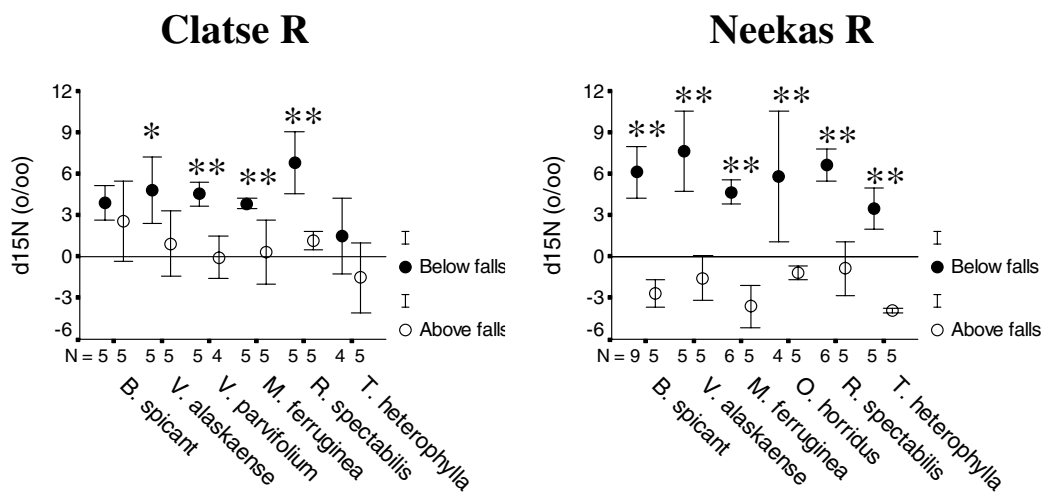 Clatse R
Neekas R
12
9
6
3
0
-3
-6
d15N (o/oo)
*
**
**
**
N = 5 5 5 5 5 4 5 5 5 5 4 5
B. spicant
V. alaskaense
V. parvifolium
M. ferruginea
R. spectabilis
T. heterophylla
Below falls
Above falls
12
9
6
3
0
-3
-6
d15N (o/oo)
**
**
**
**
**
**
N = 9 5 5 5 6 5 4 5 6 5 5 5
B. spicant
V. alaskaense
M. ferruginea
O. horridus
R. spectabilis
T. heterophylla
Below falls
Above falls